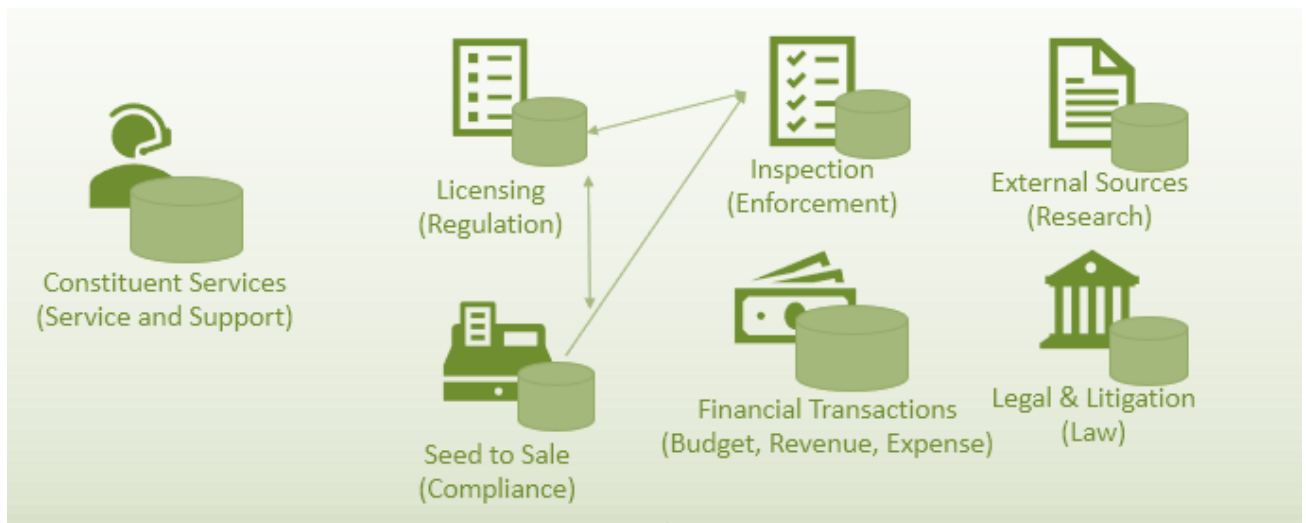 Constituent Services
(Service and Support)
Licensing
(Regulation)
Seed to Sale
(Compliance)
Inspection
(Enforcement)
Financial Transactions
(Budget, Revenue, Expense)
External Sources
(Research)
Legal & Litigation
(Law)